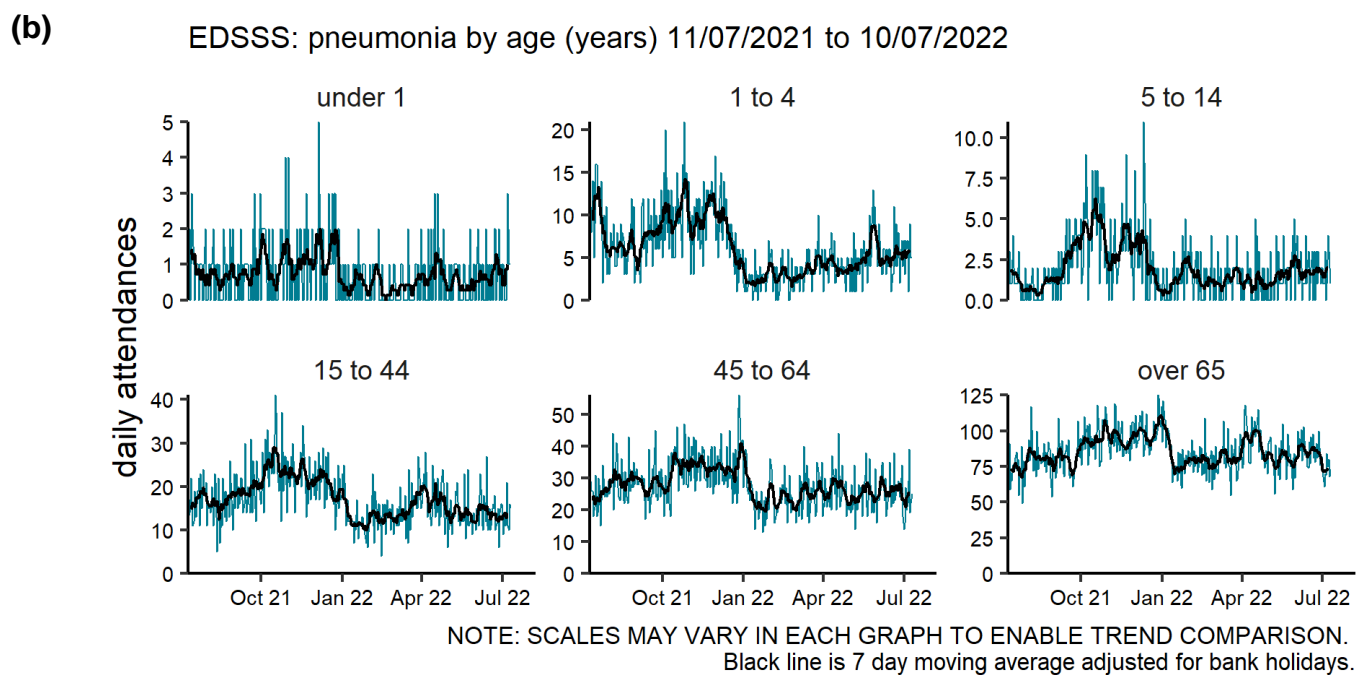 (b)
EDSSS: pneumonia by age (years) 11/07/2021 to 10/07/2022
daily attendances
under 1
5
4
3
2
1
0
1 to 4
20
15
10
5
0
5 to 14
10.0
7.5
5.0
2.5
0.0
15 to 44
40
30
20
10
0
Oct 21 Jan 22 Apr 22 Jul 22
45 to 64
50
40
30
20
10
0
Oct 21 Jan 22 Apr 22 Jul 22
over 65
125
100
75
50
25
0
Oct 21 Jan 22 Apr 22 Jul 22
NOTE: SCALES MAY VARY IN EACH GRAPH TO ENABLE TREND COMPARISON.
Black line is 7 day moving average adjusted for bank holidays.